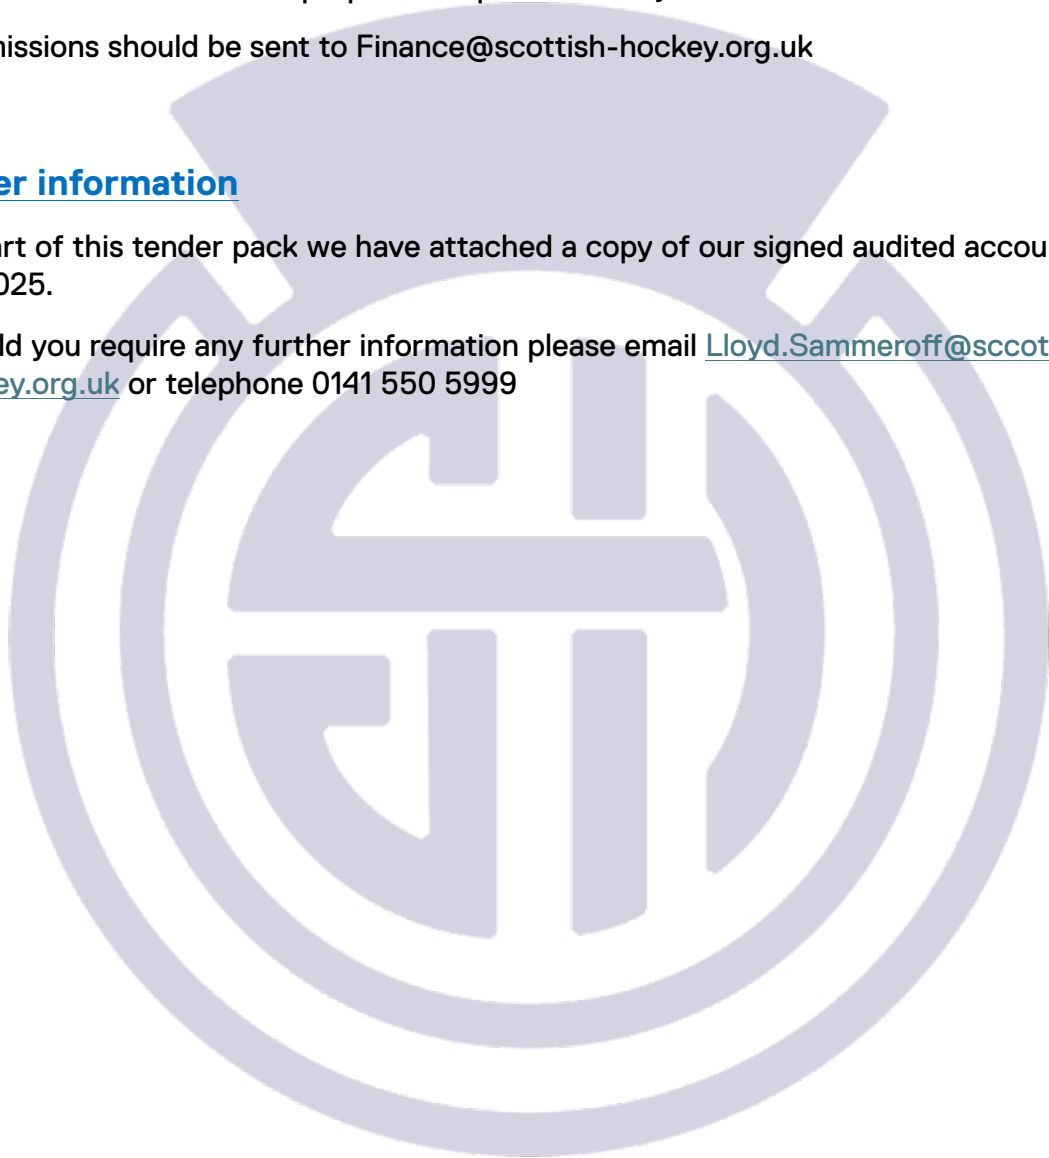 missions should be sent to Finance@scottish-hockey.org.uk
er information
art of this tender pack we have attached a copy of our signed audited accou
025.
ld you require any further information please email Lloyd.Sammeroff@sccot
ey.org.uk or telephone 0141 550 5999